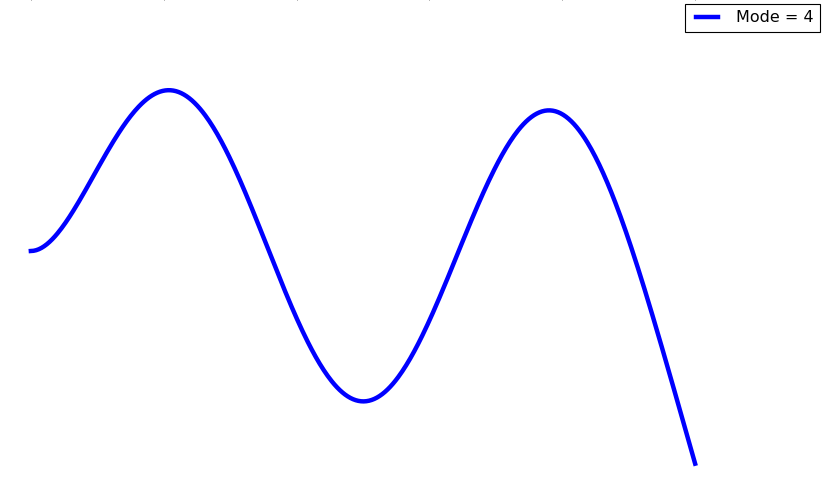 Mode = 4